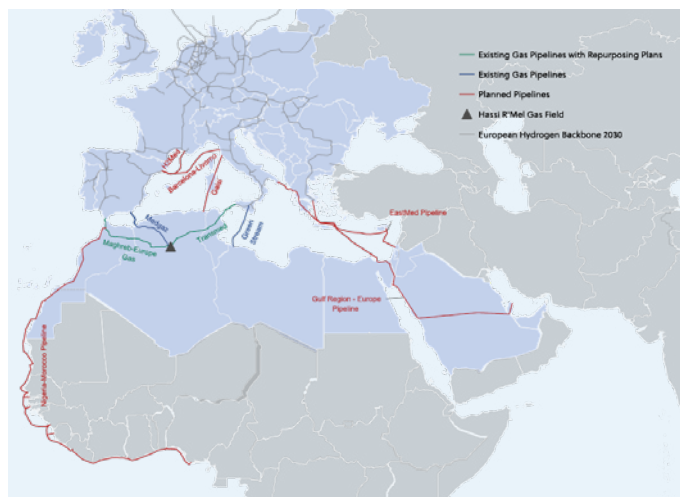 Existing Gas Pipelines with Repurposing Plans
Existing Gas Pipelines
Planned Pipelines
Hassi R'Mel Gas Field
European Hydrogen Backbone 2030
H2Med
Barcelona-Livorno
Galsi
EastMed Pipeline
Medgaz
Transmed
Green
Stream
Maghreb-Europe
Gas
Gulf Region - Europe
Pipeline
Nigeria-Morocco Pipeline